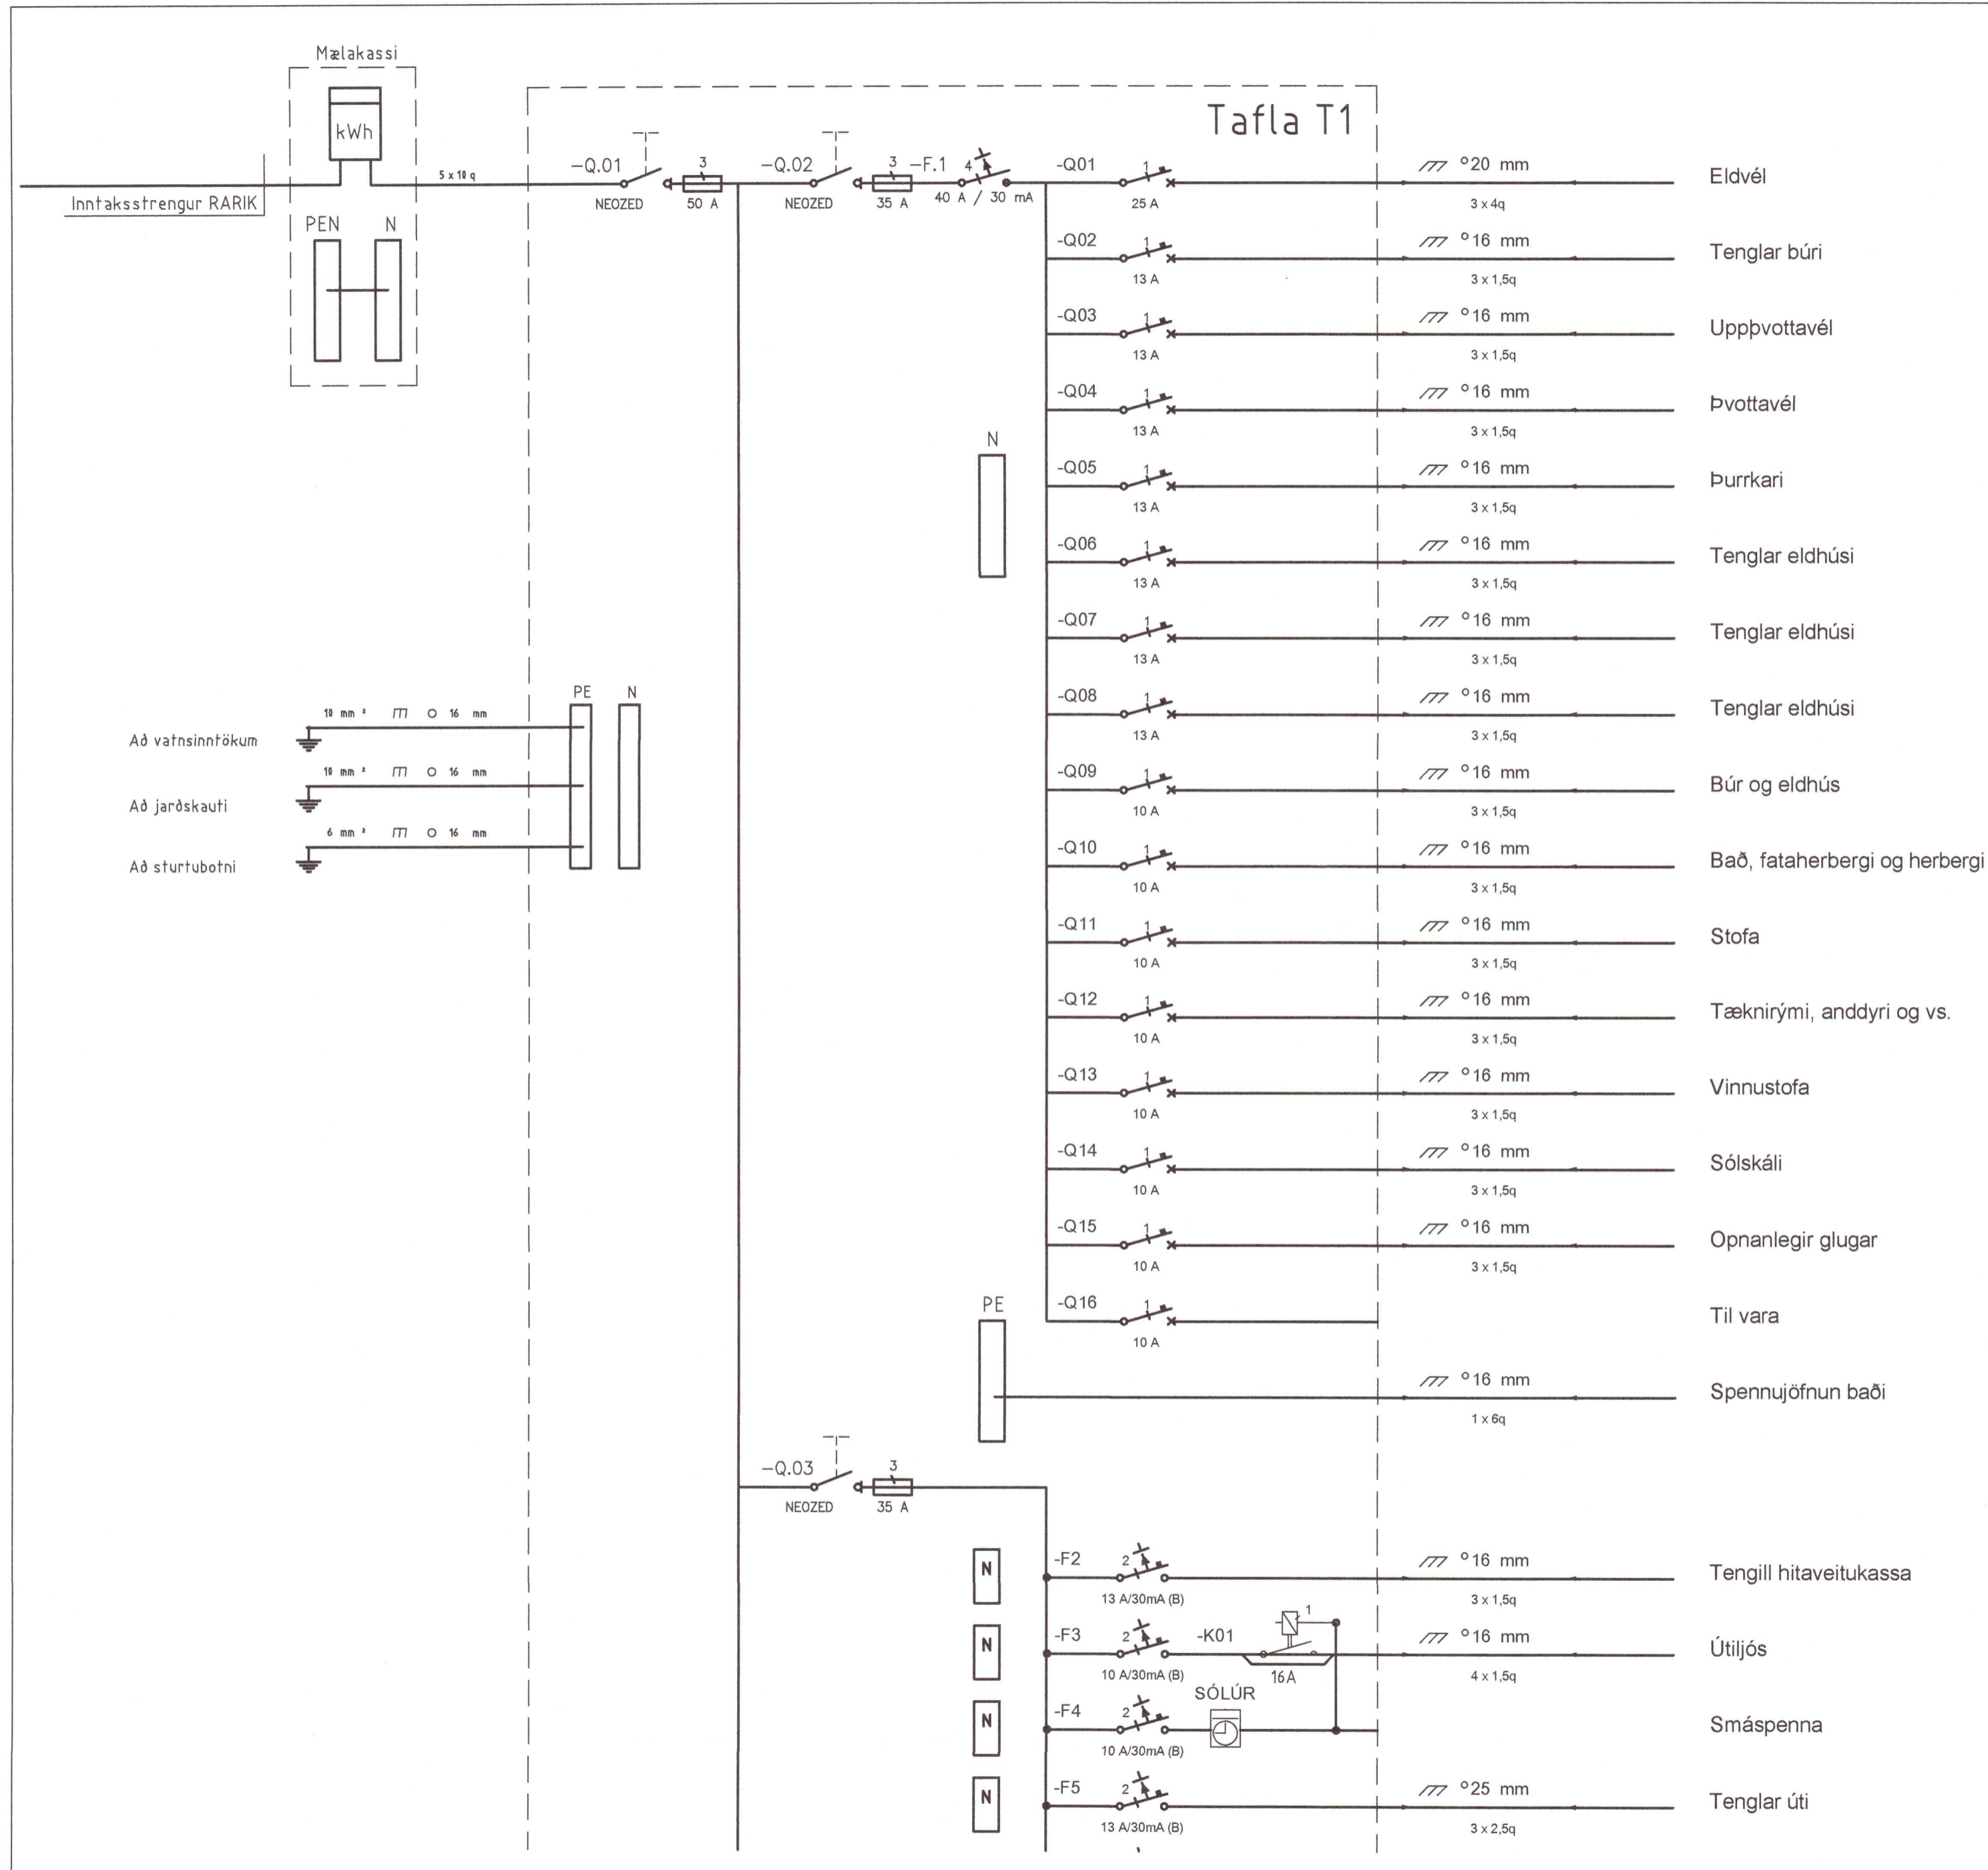 Mælakassi
kWh
Inntaksstrengur RARIK
5 x 10 q
PEN N
Tafla T1
-Q.01 3 -Q.02 3 -F.1 4
NEOZED 50 A NEOZED 35 A 40 A / 30 mA
-Q01 1 °20 mm Eldvél
25 A 3 x 4q
-Q02 1 °16 mm Tenglar búri
13 A 3 x 1,5q
-Q03 1 °16 mm Uppþvottavél
13 A 3 x 1,5q
-Q04 1 °16 mm Þvottavél
13 A 3 x 1,5q
N
-Q05 1 °16 mm Þurrkari
13 A 3 x 1,5q
-Q06 1 °16 mm Tenglar eldhúsi
13 A 3 x 1,5q
-Q07 1 °16 mm Tenglar eldhúsi
13 A 3 x 1,5q
-Q08 1 °16 mm Tenglar eldhúsi
13 A 3 x 1,5q
PE N
10 mm² 16 mm
Að vatnsinntökum
10 mm² 16 mm
Að jarðskauti
6 mm² 16 mm
Að sturtubotni
-Q09 1 °16 mm Búr og eldhús
10 A 3 x 1,5q
-Q10 1 °16 mm Bað, fataherbergi og herbergi
10 A 3 x 1,5q
-Q11 1 °16 mm Stofa
10 A 3 x 1,5q
-Q12 1 °16 mm Tæknirými, anddyri og vs.
10 A 3 x 1,5q
-Q13 1 °16 mm Vinnustofa
10 A 3 x 1,5q
-Q14 1 °16 mm Sólskáli
10 A 3 x 1,5q
-Q15 1 °16 mm Opnanlegir glugar
10 A 3 x 1,5q
-Q16 1 Til vara
10 A
PE
°16 mm Spennujöfnun baði
1 x 6q
-Q.03 3
NEOZED 35 A
N -F2 2 °16 mm Tengill hitaveitukassa
13 A/30mA (B) 3 x 1,5q
N -F3 2 -K01 1 °16 mm Útiljós
10 A/30mA (B) 16A 4 x 1,5q
SÓLÚR
N -F4 2 Smáspenna
10 A/30mA (B)
N -F5 2 °25 mm Tenglar úti
13 A/30mA (B) 3 x 2,5q